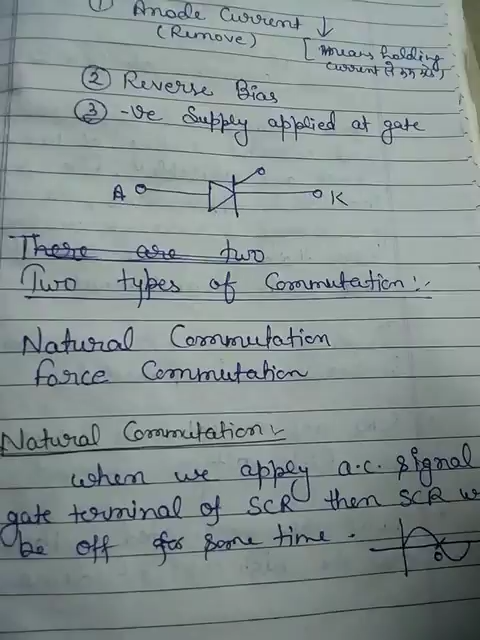 ① Anode Current ↓
(Remove)
[means holding
current से कम करो)
② Reverse Bias
③ -ve Supply applied at gate
A
K
There are two
Two types of Commutation:-
Natural Commutation
force Commutation
Natural Commutation:-
when we apply a.c. signal
gate terminal of SCR then SCR w
be off for some time.